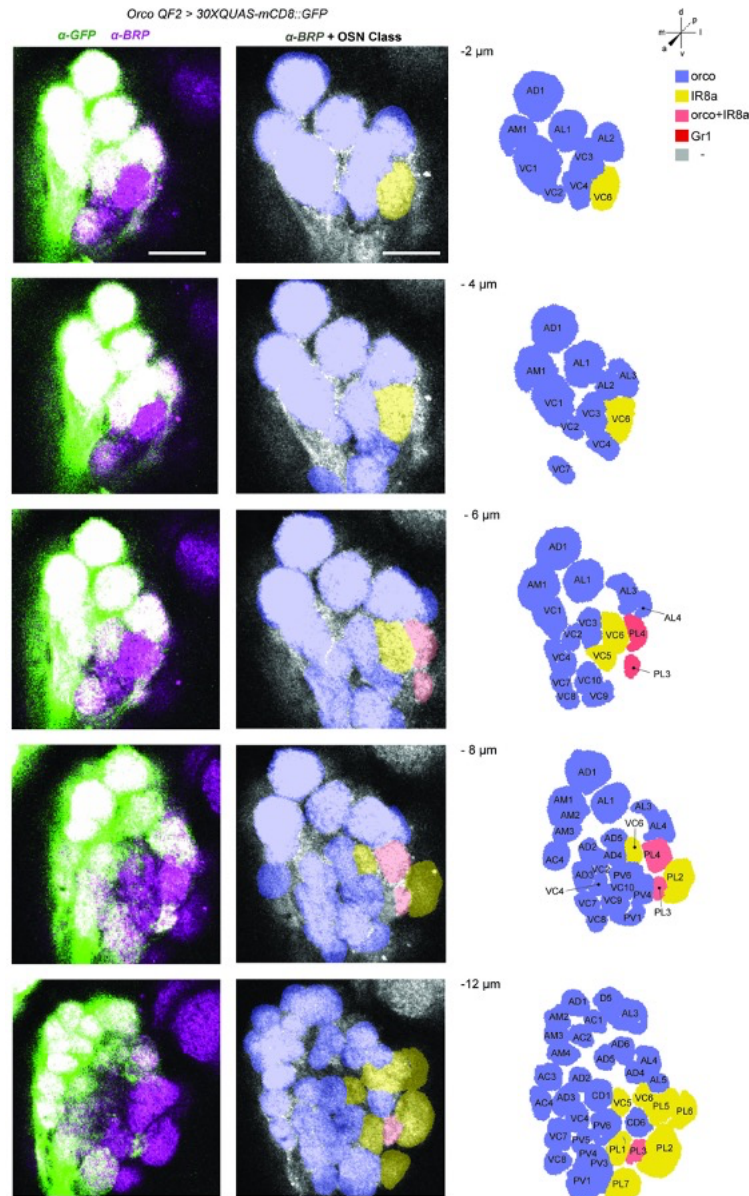 Orco QF2 > 30XQUAS-mCD8::GFP
α-GFP α-BRP
α-BRP + OSN Class
-2 µm
d
p
m l
a
v
orco
IR8a
orco+IR8a
Gr1
-
AD1
AM1 AL1 AL2
VC3
VC1
VC2 VC4 VC6
- 4 µm
AD1
AM1 AL1 AL3
AL2
VC1 VC3 VC6
VC2
VC4
VC7
- 6 µm
AD1
AM1 AL1 AL3
AL4
VC1 VC3
VC2 VC6 PL4
VC4 VC5
PL3
VC7 VC10
VC8 VC9
- 8 µm
AD1
AM1 AL1 AL3
VC6
AM2 AL4
AM3 AD5
AC4 AD2 AD4 PL4
VC2 PL2
AD3 PV6
VC4 VC10 PV4
PL3
VC7 VC9
VC8 PV1
-12 µm
AD1 D5
AM2 AC1 AL3
AM3 AC2
AM4 AD6
AD5 AL4
AC3 AD2 AD4 AL5
AC4 AD3 CD1 VC5 VC6 PL5 PL6
VC4 CD6
VC7 PV5 PV6
PV4 PL1 PL3 PL2
VC8 PV3
PV1 PL7